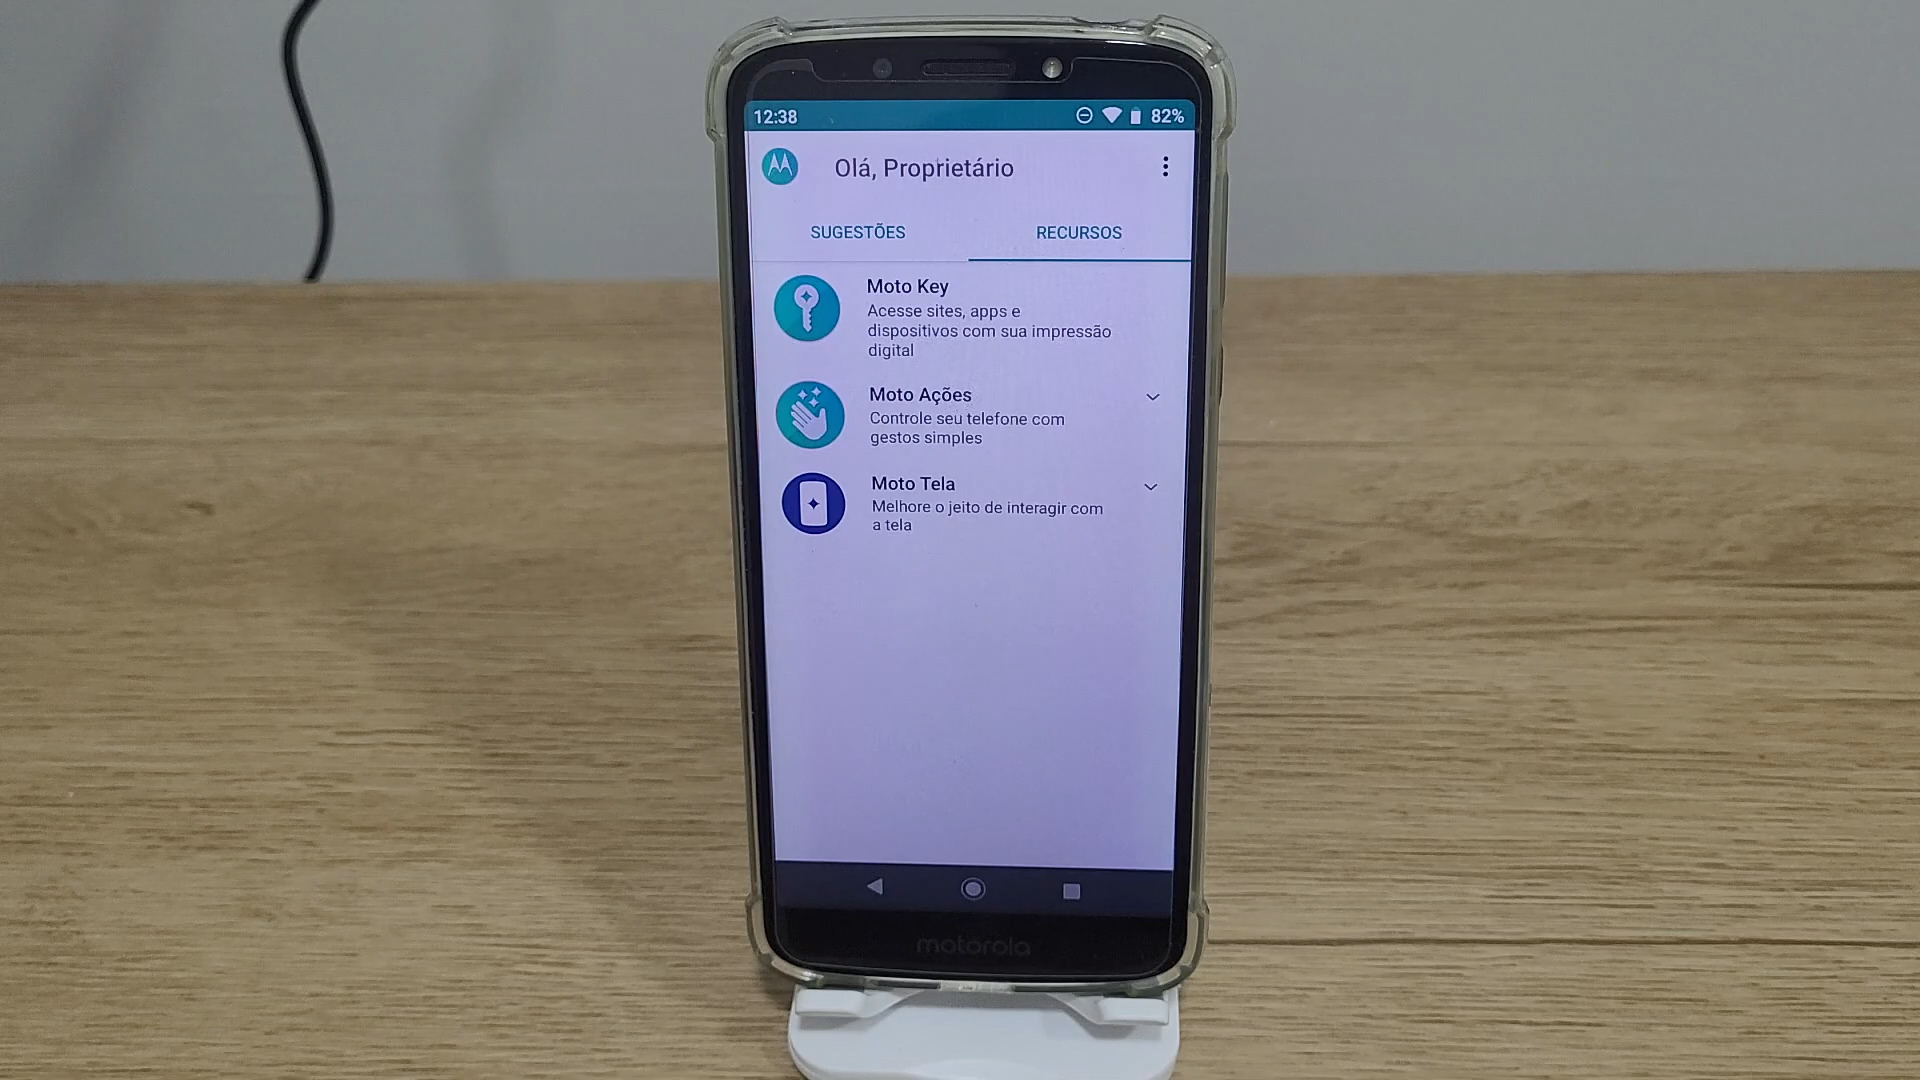 12:38 82%
Olá, Proprietário
SUGESTÕES RECURSOS
Moto Key
Acesse sites, apps e
dispositivos com sua impressão
digital
Moto Ações
Controle seu telefone com
gestos simples
Moto Tela
Melhore o jeito de interagir com
a tela
motorola